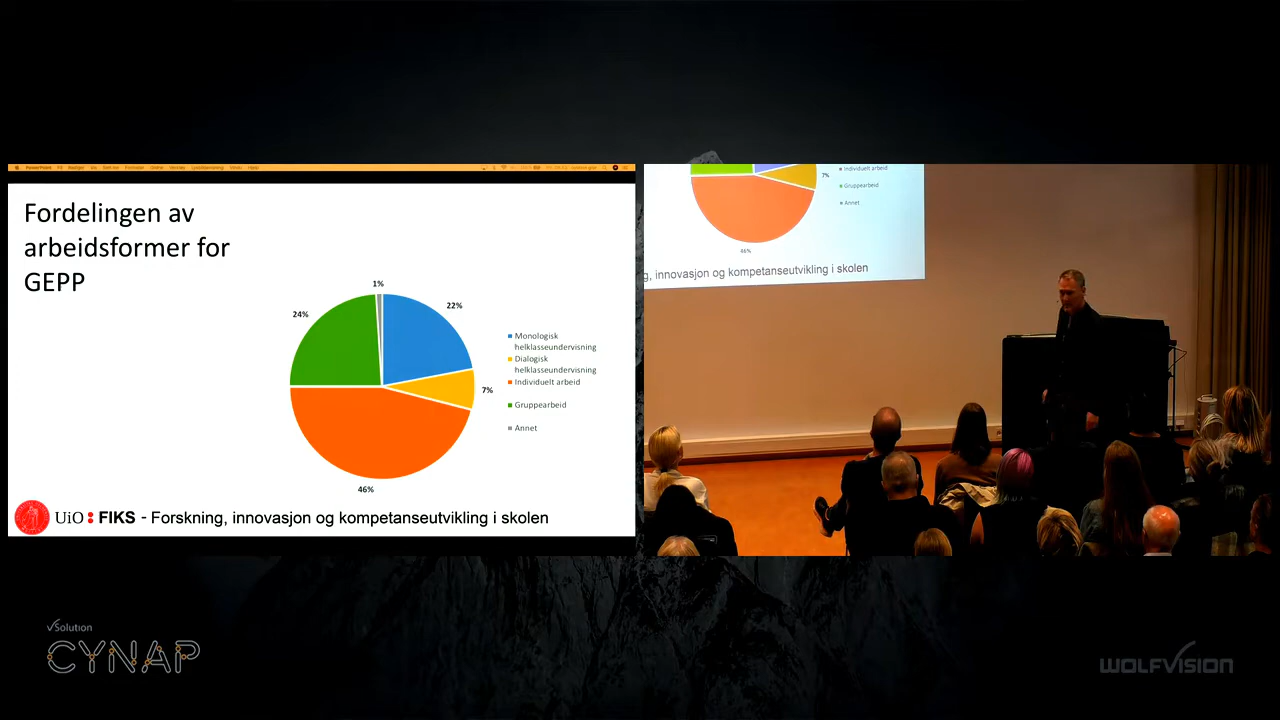 Fordelingen av
arbeidsformer for
GEPP
1%
24%
22%
7%
46%
Monologisk
helklasseundervisning
Dialogisk
helklasseundervisning
Individuelt arbeid
Gruppearbeid
Annet
UiO FIKS - Forskning, innovasjon og kompetanseutvikling i skolen
7%
Individuelt arbeid
Gruppearbeid
Annet
46%
g, innovasjon og kompetanseutvikling i skolen
vSolution
CYNAP
WOLFVISION